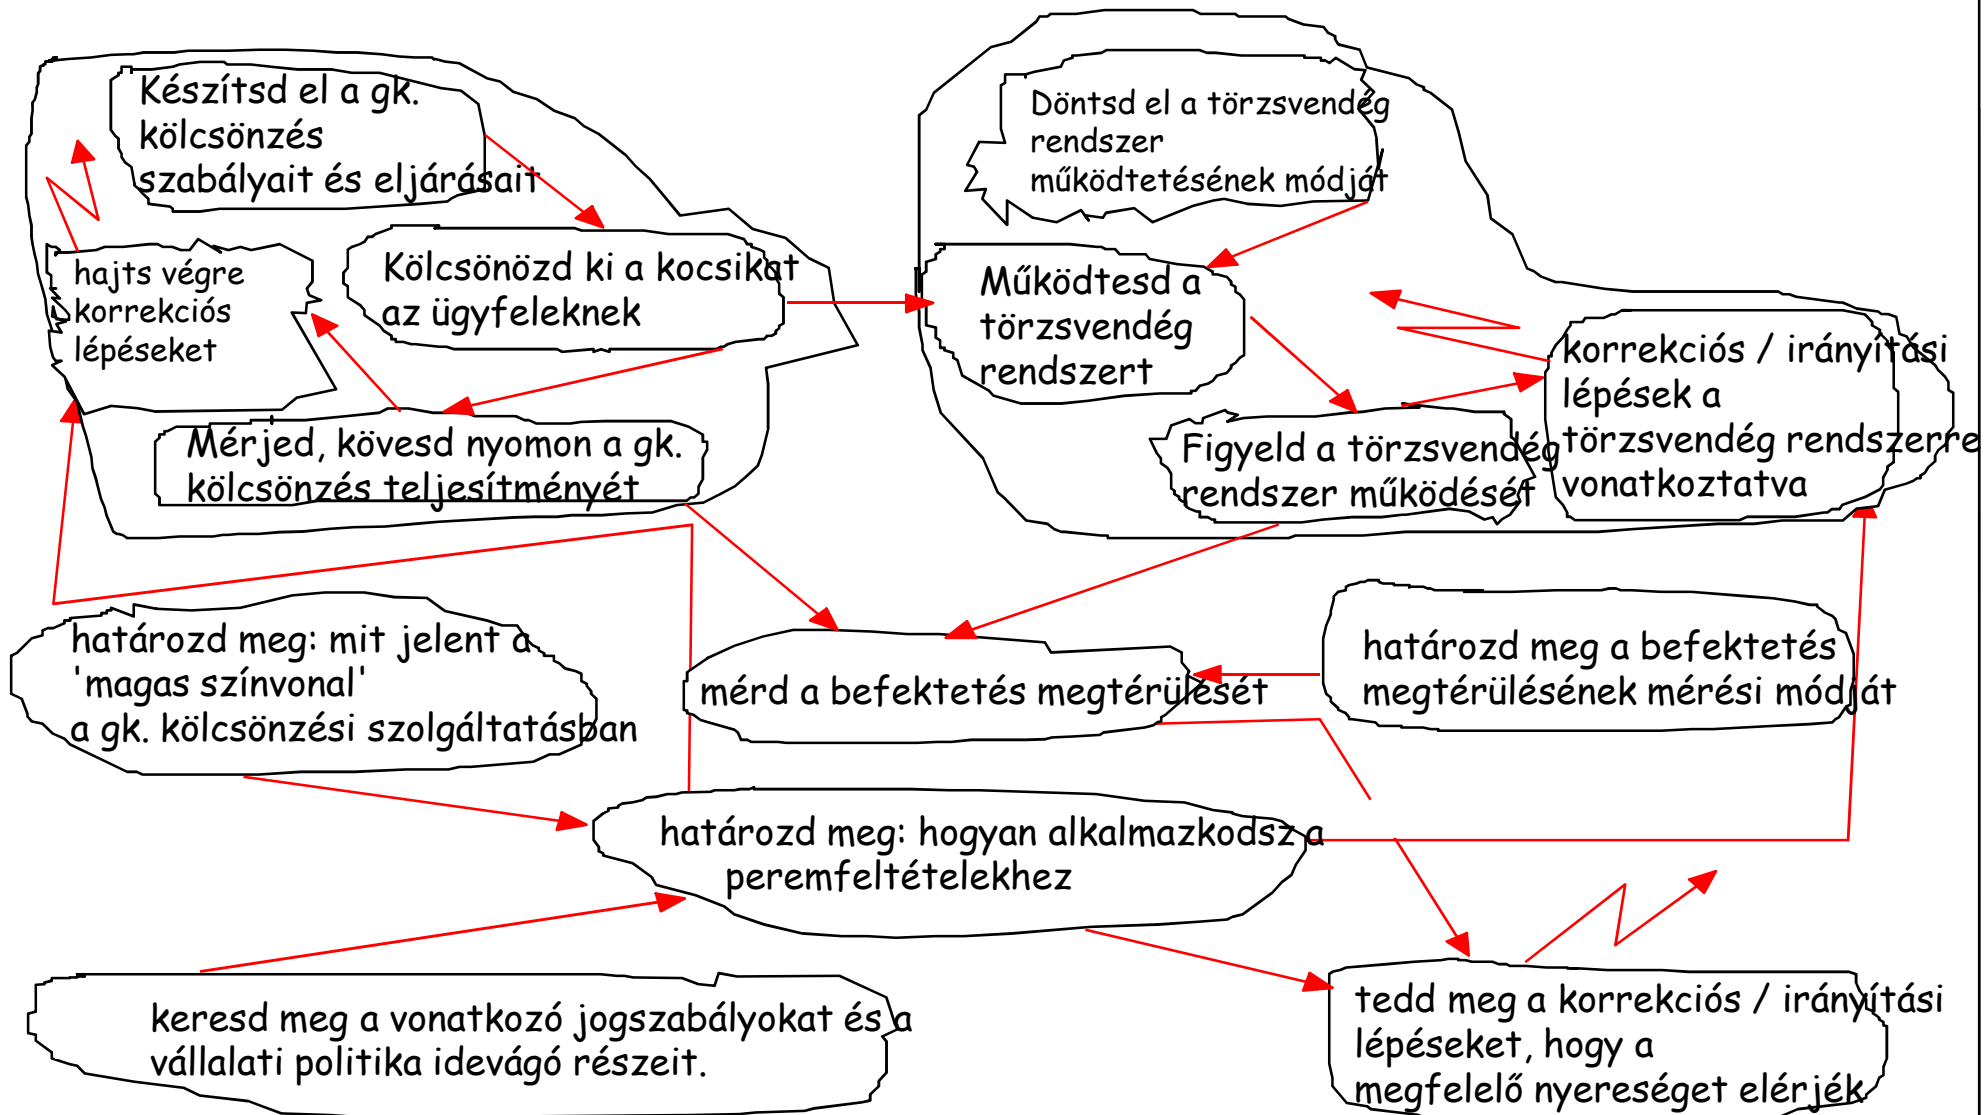 Készítsd el a gk.
kölcsönzés
szabályait és eljárásait
Döntsd el a törzsvendég
rendszer
működtetésének módját
hajts végre
korrekciós
lépéseket
Kölcsönözd ki a kocsikat
az ügyfeleknek
Működtesd a
törzsvendég
rendszert
korrekciós / irányítási
lépések a
törzsvendég rendszerre
vonatkoztatva
Mérjed, kövesd nyomon a gk.
kölcsönzés teljesítményét
Figyeld a törzsvendég
rendszer működését
határozd meg: mit jelent a
'magas színvonal'
a gk. kölcsönzési szolgáltatásban
mérd a befektetés megtérülését
határozd meg a befektetés
megtérülésének mérési módját
határozd meg: hogyan alkalmazkodsz a
peremfeltételekhez
keresd meg a vonatkozó jogszabályokat és a
vállalati politika idevágó részeit.
tedd meg a korrekciós / irányítási
lépéseket, hogy a
megfelelő nyereséget elérjék